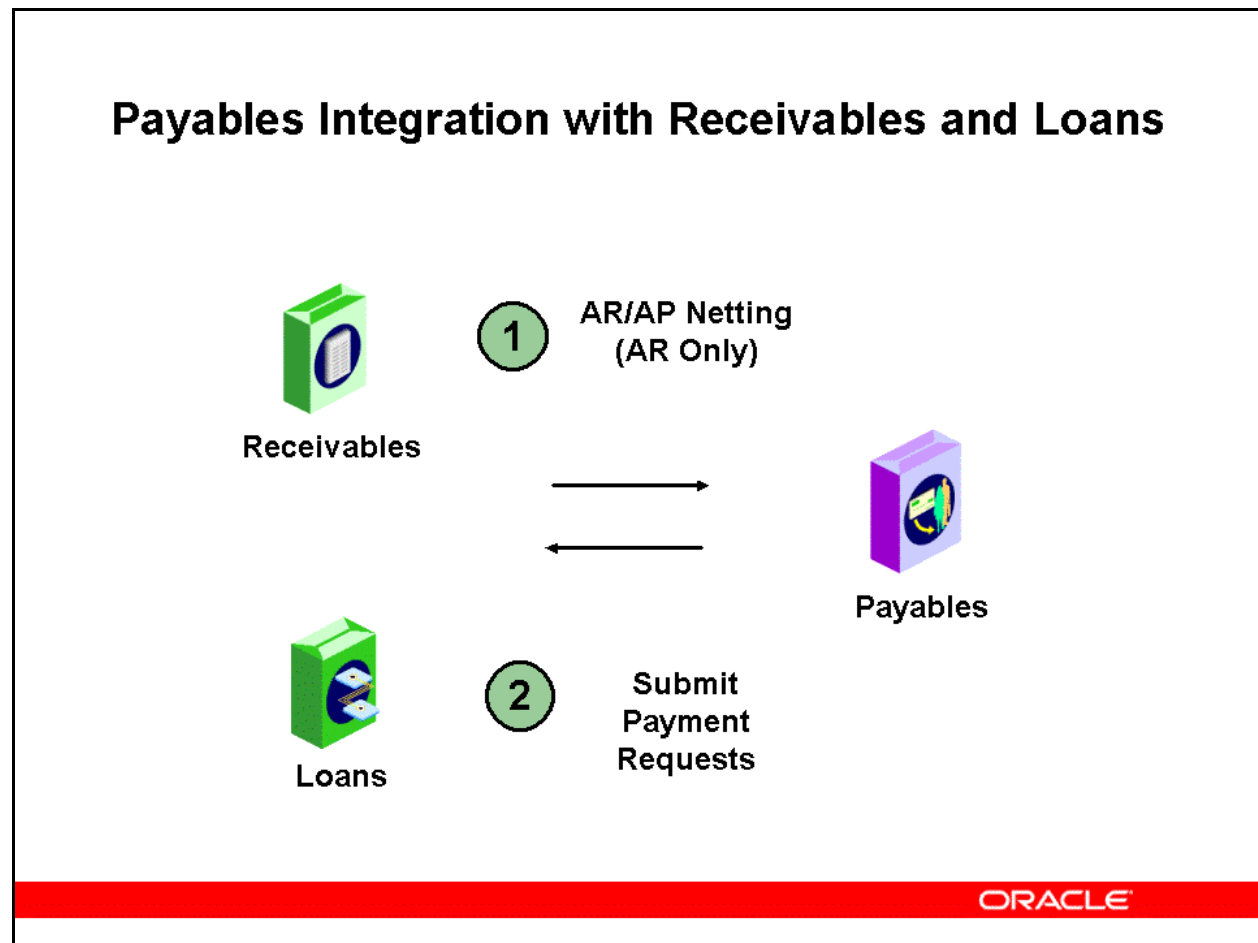 Payables Integration with Receivables and Loans
1
AR/AP Netting
(AR Only)
Receivables
Payables
2
Submit
Payment
Requests
Loans
ORACLE